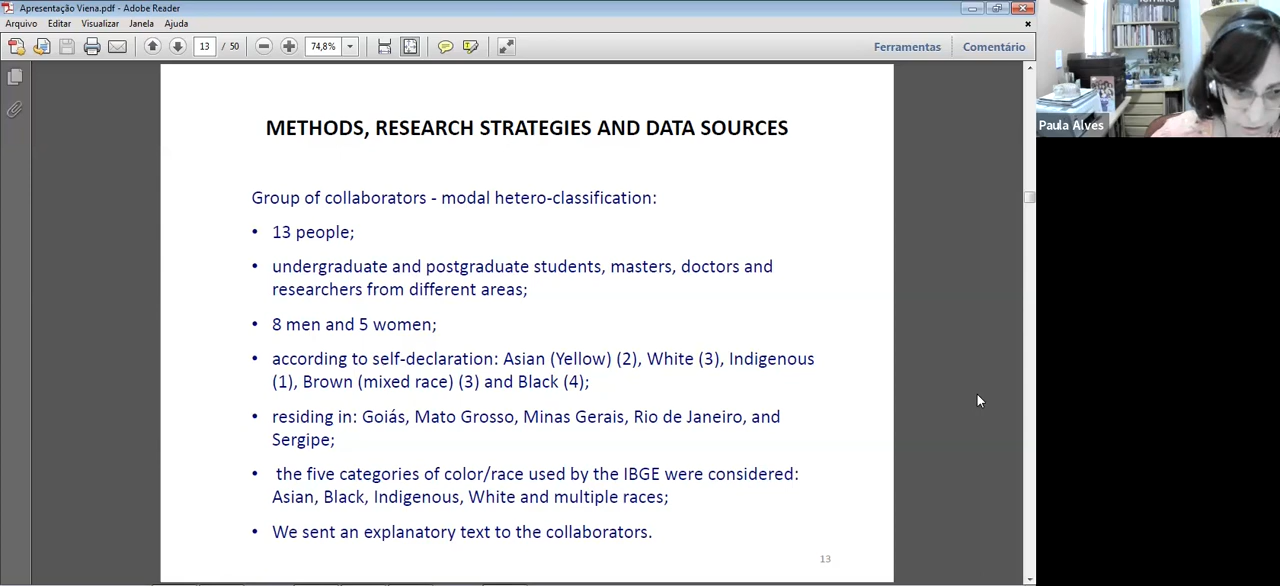 Apresentação Viena.pdf - Adobe Reader
Arquivo Editar Visualizar Janela Ajuda
13 / 50 74,8% Ferramentas Comentário
Paula Alves
METHODS, RESEARCH STRATEGIES AND DATA SOURCES
Group of collaborators - modal hetero-classification:
• 13 people;
• undergraduate and postgraduate students, masters, doctors and
researchers from different areas;
• 8 men and 5 women;
• according to self-declaration: Asian (Yellow) (2), White (3), Indigenous
(1), Brown (mixed race) (3) and Black (4);
• residing in: Goiás, Mato Grosso, Minas Gerais, Rio de Janeiro, and
Sergipe;
• the five categories of color/race used by the IBGE were considered:
Asian, Black, Indigenous, White and multiple races;
• We sent an explanatory text to the collaborators.
13